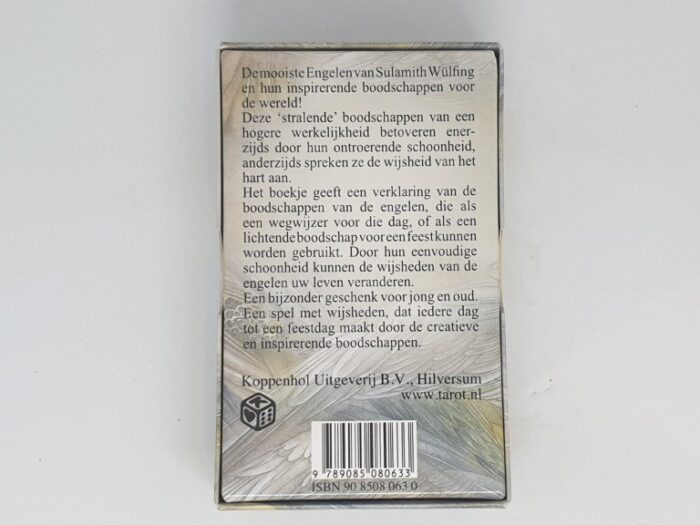 De mooiste Engelen van Sulamith Wülfing
en hun inspirerende boodschappen voor
de wereld!
Deze ‘stralende’ boodschappen van een
hogere werkelijkheid betoveren ener-
zijds door hun ontroerende schoonheid,
anderzijds spreken ze de wijsheid van het
hart aan.
Het boekje geeft een verklaring van de
boodschappen van de engelen, die als
een wegwijzer voor die dag, of als een
lichtende boodschap voor een feest kunnen
worden gebruikt. Door hun eenvoudige
schoonheid kunnen de wijsheden van de
engelen uw leven veranderen.
Een bijzonder geschenk voor jong en oud.
Een spel met wijsheden, dat iedere dag
tot een feestdag maakt door de creatieve
en inspirerende boodschappen.
Koppenhol Uitgeverij B.V., Hilversum
www.tarot.nl
9 789085 080633
ISBN 90 8508 063 0